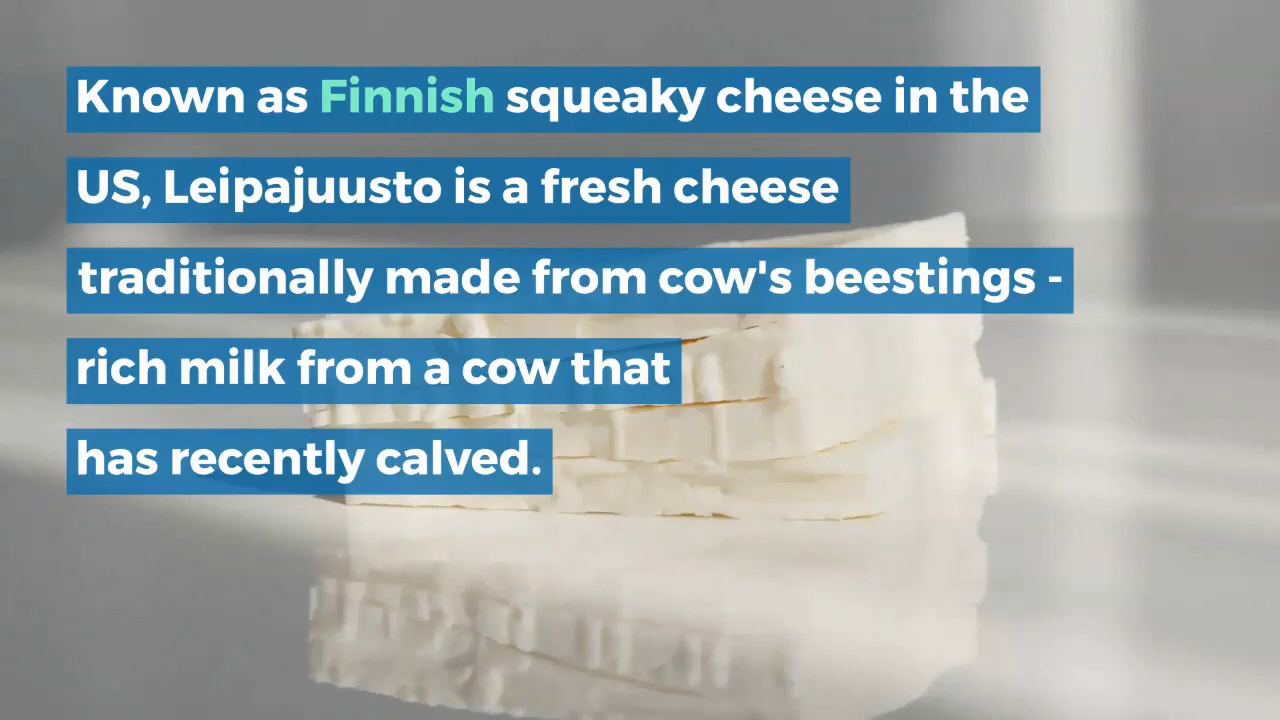 Known as Finnish squeaky cheese in the
US, Leipajuusto is a fresh cheese
traditionally made from cow's beestings -
rich milk from a cow that
has recently calved.